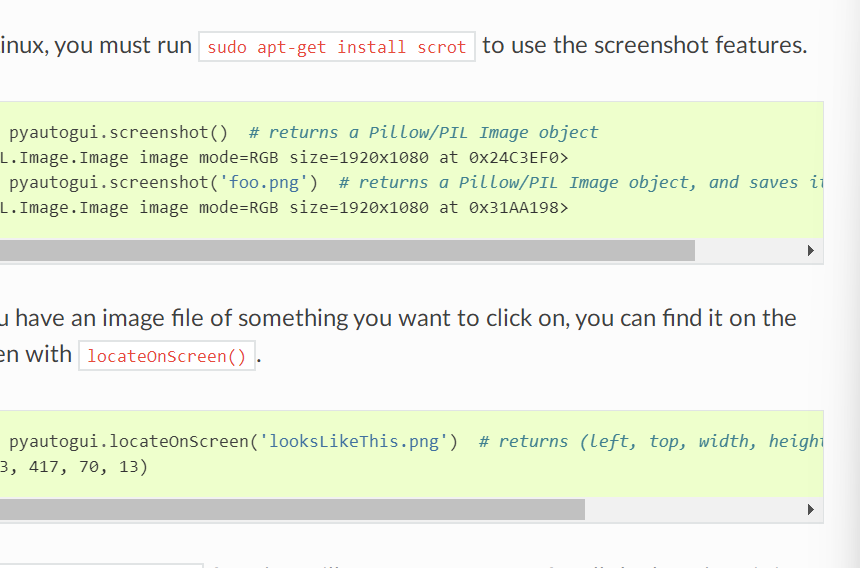 inux, you must run sudo apt-get install scrot to use the screenshot features.
pyautogui.screenshot()  # returns a Pillow/PIL Image object
L.Image.Image image mode=RGB size=1920x1080 at 0x24C3EF0>
pyautogui.screenshot('foo.png')  # returns a Pillow/PIL Image object, and saves it
L.Image.Image image mode=RGB size=1920x1080 at 0x31AA198>
u have an image file of something you want to click on, you can find it on the
en with locateOnScreen().
pyautogui.locateOnScreen('looksLikeThis.png')  # returns (left, top, width, height
3, 417, 70, 13)